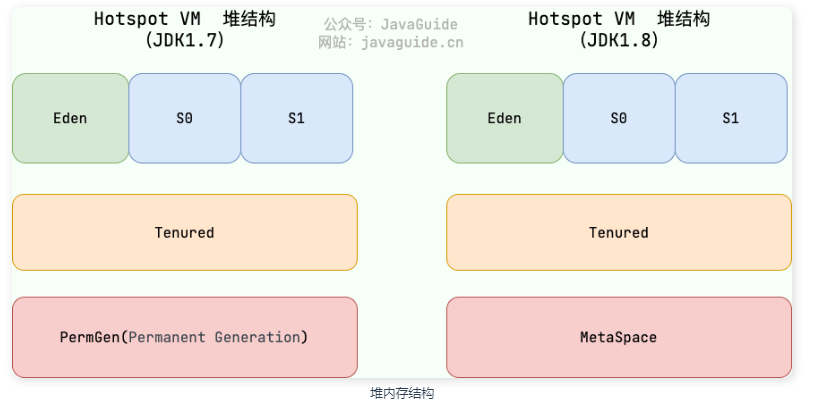 Hotspot VM 堆结构
(JDK1.7)
公众号：JavaGuide
网站：javaguide.cn
Hotspot VM 堆结构
(JDK1.8)
Eden
S0
S1
Eden
S0
S1
Tenured
Tenured
PermGen(Permanent Generation)
MetaSpace
堆内存结构